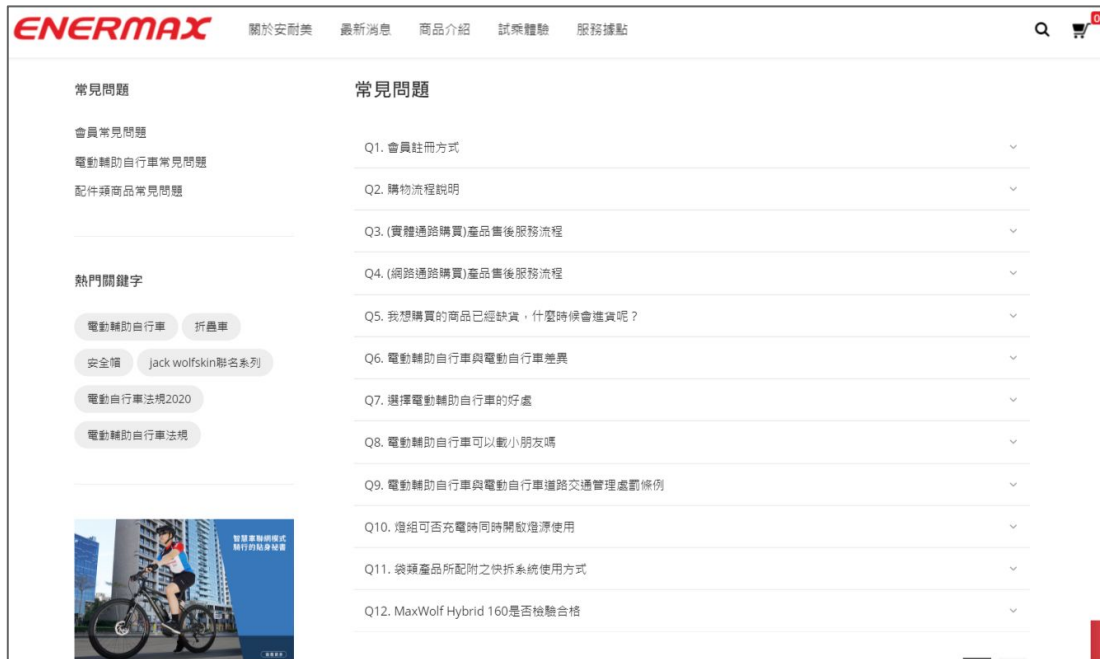 ENERMAX 關於安耐美 最新消息 商品介紹 試乘體驗 服務據點 0
常見問題
會員常見問題
電動輔助自行車常見問題
配件類商品常見問題
熱門關鍵字
電動輔助自行車 折疊車
安全帽 jack wolfskin聯名系列
電動自行車法規2020
電動輔助自行車法規
智慧車聯網模式
騎行的貼身秘書
常見問題
Q1. 會員註冊方式
Q2. 購物流程說明
Q3. (實體通路購買)產品售後服務流程
Q4. (網路通路購買)產品售後服務流程
Q5. 我想購買的商品已經缺貨，什麼時候會進貨呢？
Q6. 電動輔助自行車與電動自行車差異
Q7. 選擇電動輔助自行車的好處
Q8. 電動輔助自行車可以載小朋友嗎
Q9. 電動輔助自行車與電動自行車道路交通管理處罰條例
Q10. 燈組可否充電時同時開啟燈源使用
Q11. 袋類產品所配附之快拆系統使用方式
Q12. MaxWolf Hybrid 160是否檢驗合格